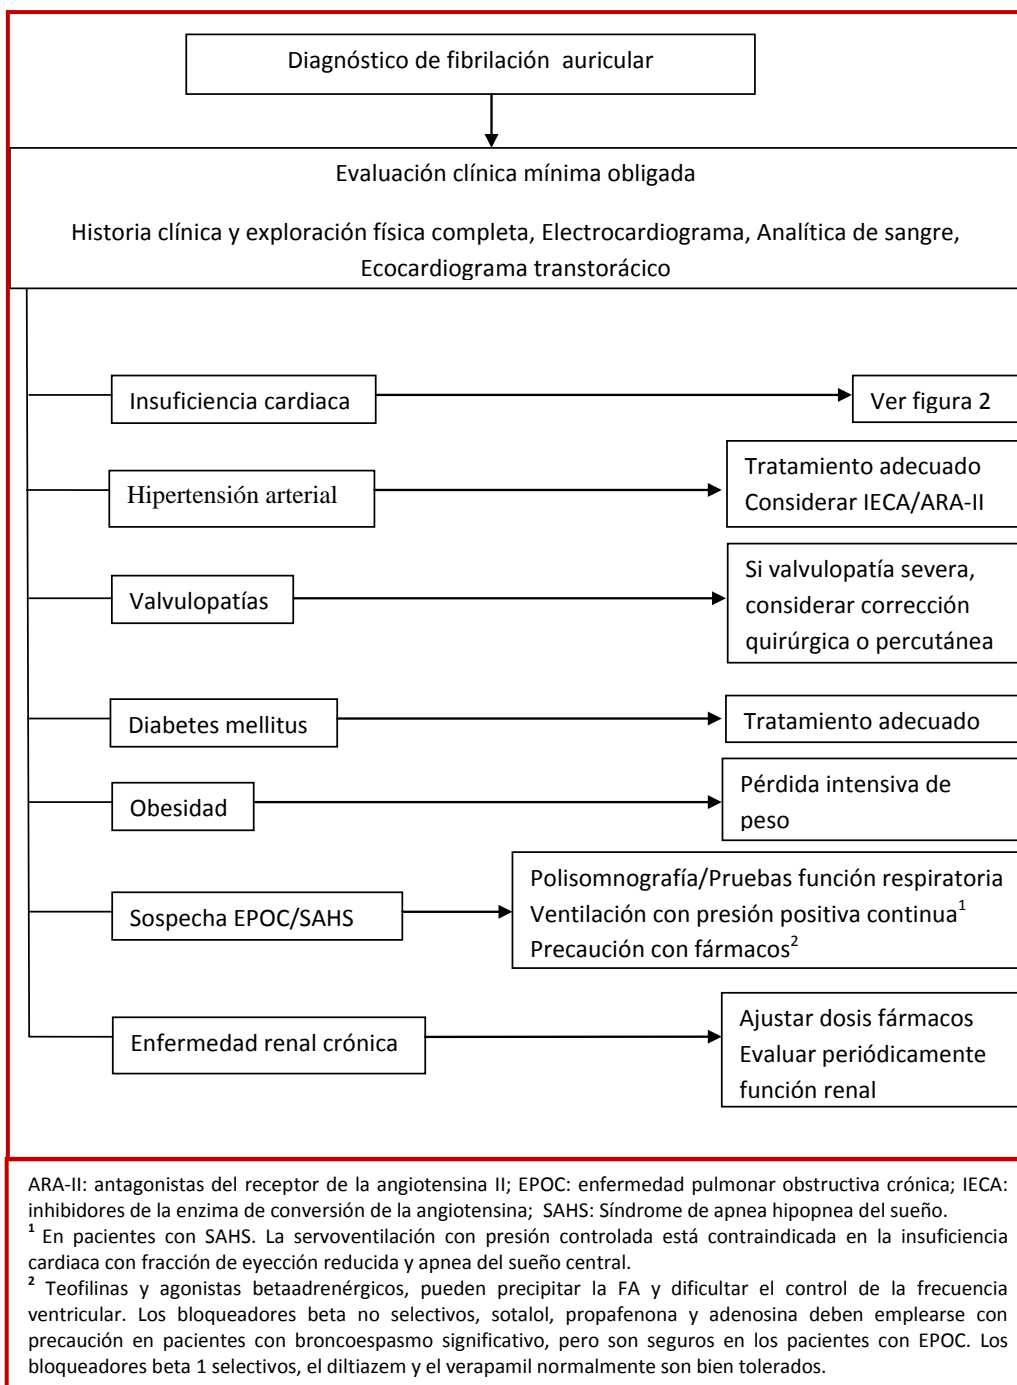 Diagnóstico de fibrilación auricular
Evaluación clínica mínima obligada
Historia clínica y exploración física completa, Electrocardiograma, Analítica de sangre,
Ecocardiograma transtorácico
Insuficiencia cardiaca
Ver figura 2
Hipertensión arterial
Tratamiento adecuado
Considerar IECA/ARA-II
Valvulopatías
Si valvulopatía severa,
considerar corrección
quirúrgica o percutánea
Diabetes mellitus
Tratamiento adecuado
Obesidad
Pérdida intensiva de
peso
Sospecha EPOC/SAHS
Polisomnografía/Pruebas función respiratoria
Ventilación con presión positiva continua¹
Precaución con fármacos²
Enfermedad renal crónica
Ajustar dosis fármacos
Evaluar periódicamente
función renal
ARA-II: antagonistas del receptor de la angiotensina II; EPOC: enfermedad pulmonar obstructiva crónica; IECA:
inhibidores de la enzima de conversión de la angiotensina; SAHS: Síndrome de apnea hipopnea del sueño.
¹ En pacientes con SAHS. La servoventilación con presión controlada está contraindicada en la insuficiencia
cardiaca con fracción de eyección reducida y apnea del sueño central.
² Teofilinas y agonistas betaadrenérgicos, pueden precipitar la FA y dificultar el control de la frecuencia
ventricular. Los bloqueadores beta no selectivos, sotalol, propafenona y adenosina deben emplearse con
precaución en pacientes con broncoespasmo significativo, pero son seguros en los pacientes con EPOC. Los
bloqueadores beta 1 selectivos, el diltiazem y el verapamil normalmente son bien tolerados.